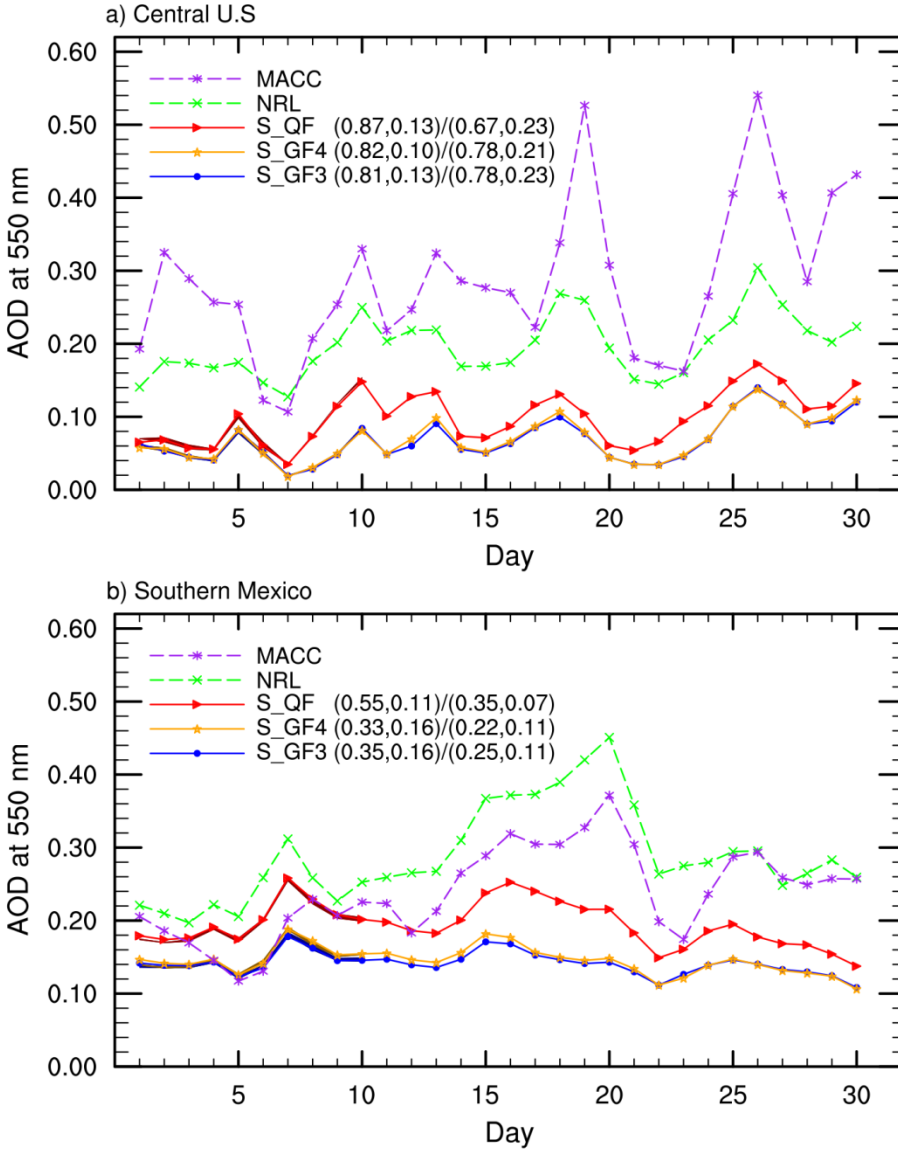 a) Central U.S
0.60
0.50
0.40
0.30
0.20
0.10
0.00
AOD at 550 nm
MACC
NRL
S_QF (0.87,0.13)/(0.67,0.23)
S_GF4 (0.82,0.10)/(0.78,0.21)
S_GF3 (0.81,0.13)/(0.78,0.23)
5 10 15 20 25 30
Day
b) Southern Mexico
0.60
0.50
0.40
0.30
0.20
0.10
0.00
AOD at 550 nm
MACC
NRL
S_QF (0.55,0.11)/(0.35,0.07)
S_GF4 (0.33,0.16)/(0.22,0.11)
S_GF3 (0.35,0.16)/(0.25,0.11)
5 10 15 20 25 30
Day